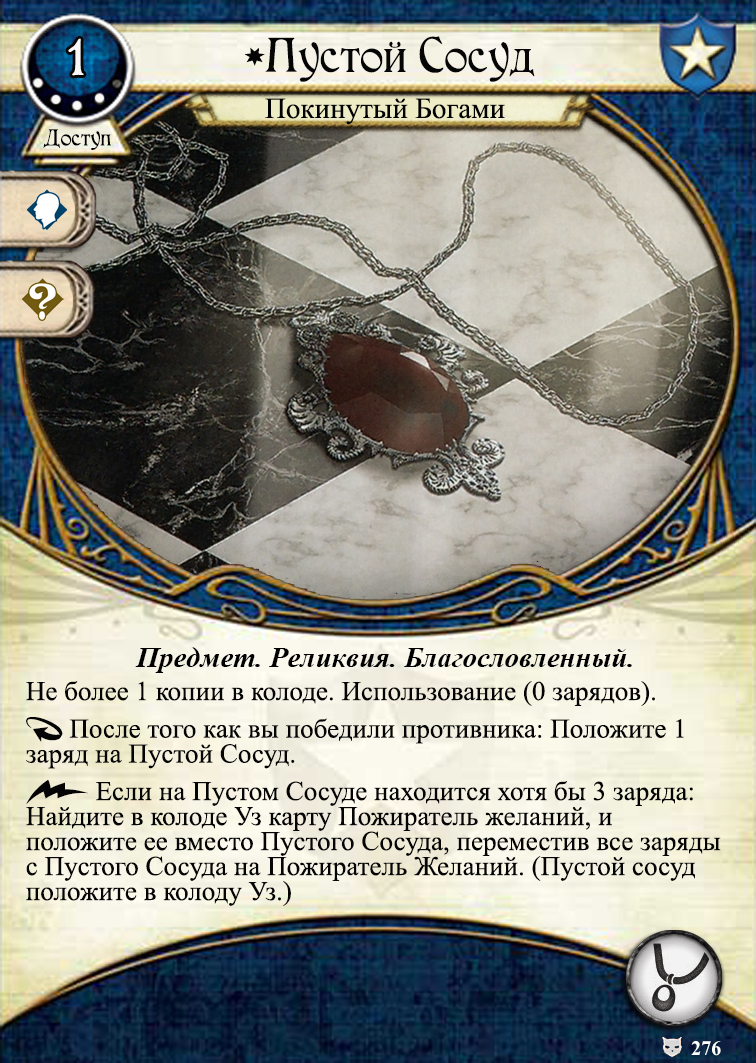 1
✶Пустой Сосуд
Покинутый Богами
Доступ
?
Предмет. Реликвия. Благословленный.
Не более 1 копии в колоде. Использование (0 зарядов).
После того как вы победили противника: Положите 1
заряд на Пустой Сосуд.
Если на Пустом Сосуде находится хотя бы 3 заряда:
Найдите в колоде Уз карту Пожиратель желаний, и
положите ее вместо Пустого Сосуда, переместив все заряды
с Пустого Сосуда на Пожиратель Желаний. (Пустой сосуд
положите в колоду Уз.)
276